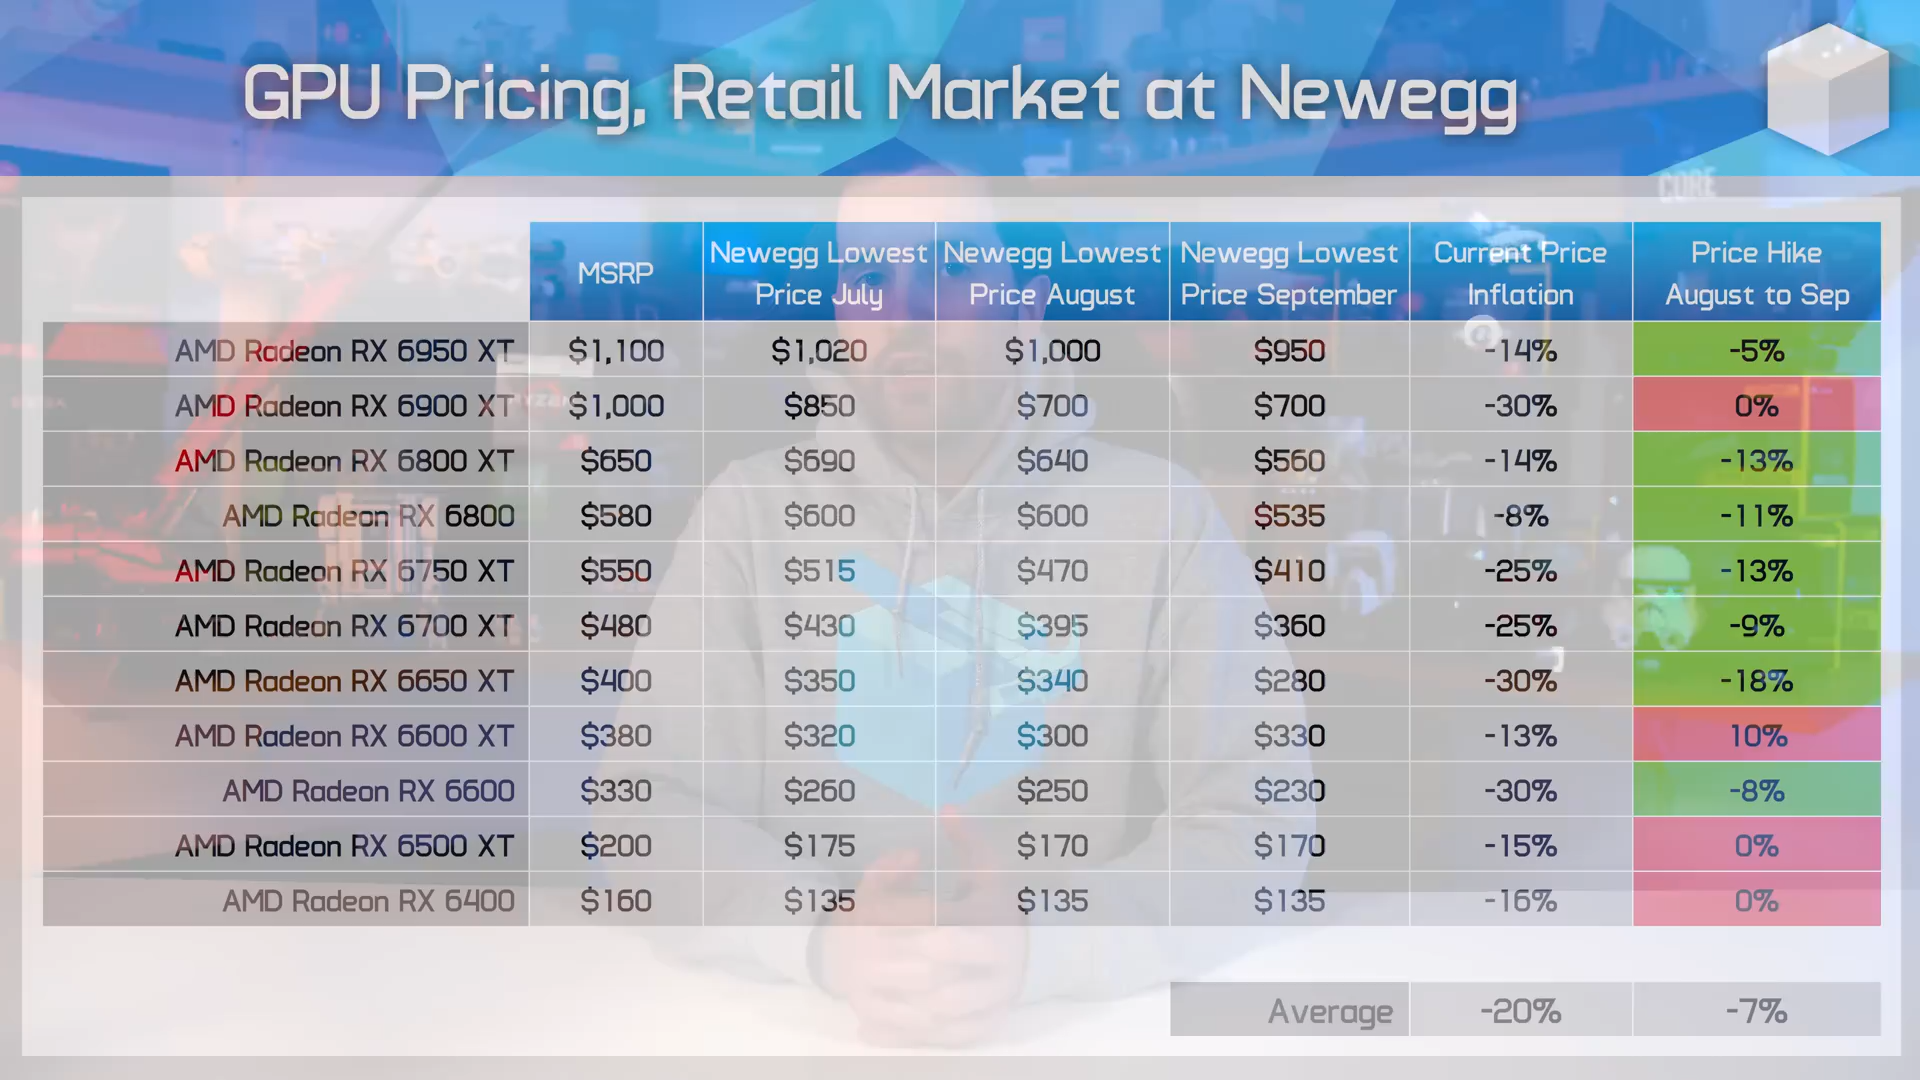 GPU Pricing, Retail Market at Newegg
CORE
MSRP Newegg Lowest Price July Newegg Lowest Price August Newegg Lowest Price September Current Price Inflation Price Hike August to Sep
AMD Radeon RX 6950 XT $1,100 $1,020 $1,000 $950 -14% -5%
AMD Radeon RX 6900 XT $1,000 $850 $700 $700 -30% 0%
AMD Radeon RX 6800 XT $650 $690 $640 $560 -14% -13%
AMD Radeon RX 6800 $580 $600 $600 $535 -8% -11%
AMD Radeon RX 6750 XT $550 $515 $470 $410 -25% -13%
AMD Radeon RX 6700 XT $480 $430 $395 $360 -25% -9%
AMD Radeon RX 6650 XT $400 $350 $340 $280 -30% -18%
AMD Radeon RX 6600 XT $380 $320 $300 $330 -13% 10%
AMD Radeon RX 6600 $330 $260 $250 $230 -30% -8%
AMD Radeon RX 6500 XT $200 $175 $170 $170 -15% 0%
AMD Radeon RX 6400 $160 $135 $135 $135 -16% 0%
Average -20% -7%